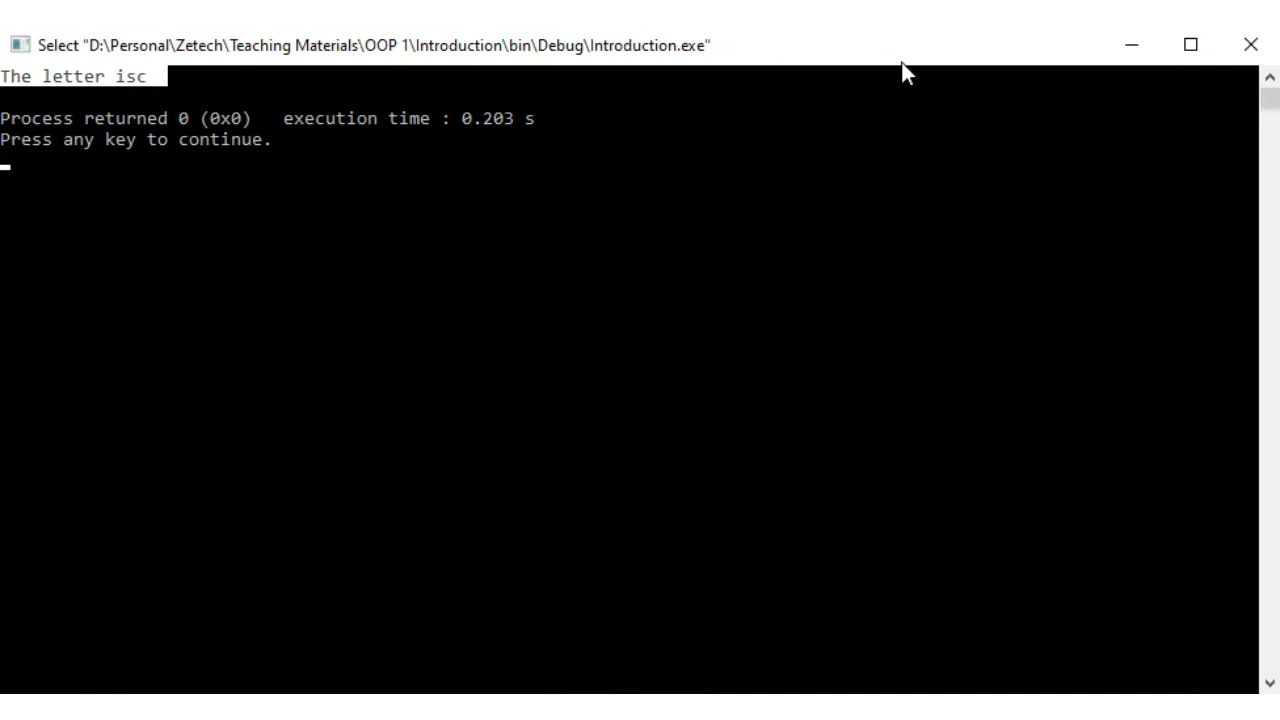 Select "D:\Personal\Zetech\Teaching Materials\OOP 1\Introduction\bin\Debug\Introduction.exe"
The letter isc
Process returned 0 (0x0)   execution time : 0.203 s
Press any key to continue.